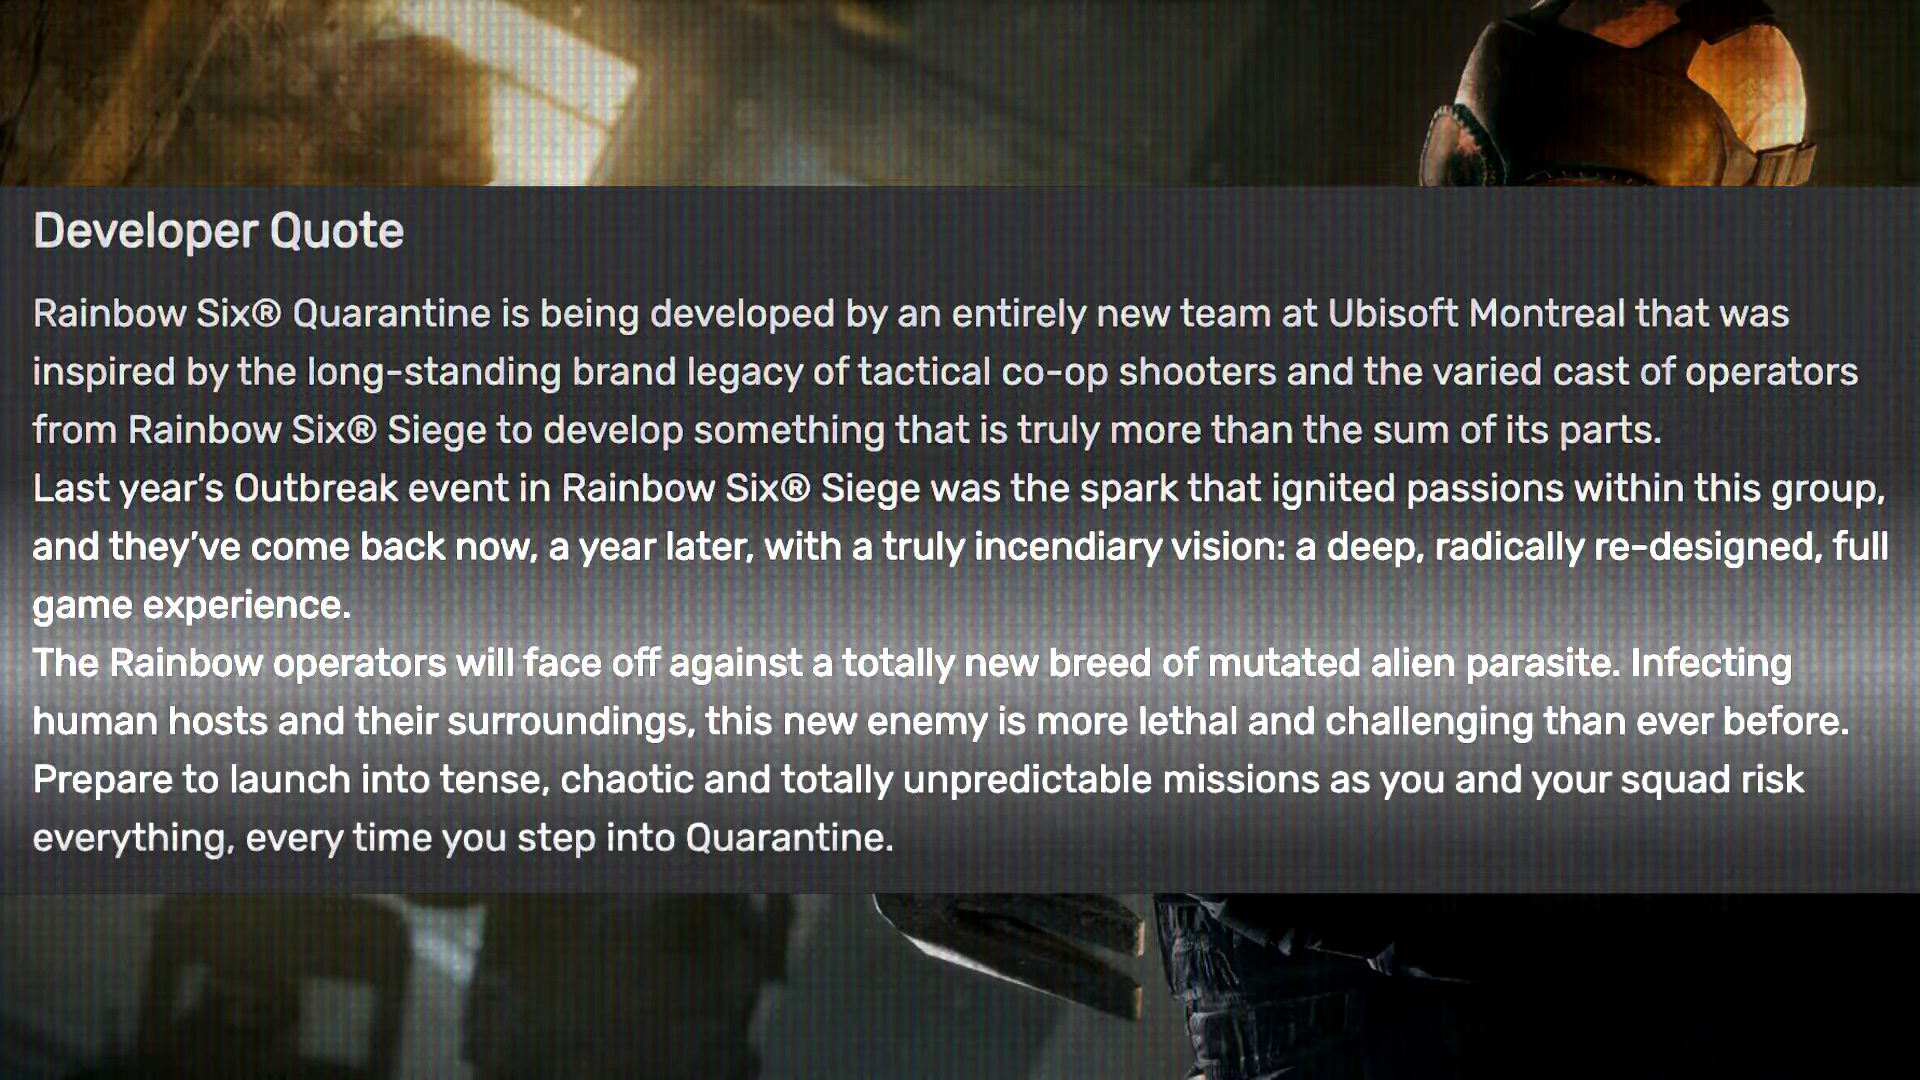 Developer Quote
Rainbow Six® Quarantine is being developed by an entirely new team at Ubisoft Montreal that was
inspired by the long-standing brand legacy of tactical co-op shooters and the varied cast of operators
from Rainbow Six® Siege to develop something that is truly more than the sum of its parts.
Last year’s Outbreak event in Rainbow Six® Siege was the spark that ignited passions within this group,
and they’ve come back now, a year later, with a truly incendiary vision: a deep, radically re-designed, full
game experience.
The Rainbow operators will face off against a totally new breed of mutated alien parasite. Infecting
human hosts and their surroundings, this new enemy is more lethal and challenging than ever before.
Prepare to launch into tense, chaotic and totally unpredictable missions as you and your squad risk
everything, every time you step into Quarantine.